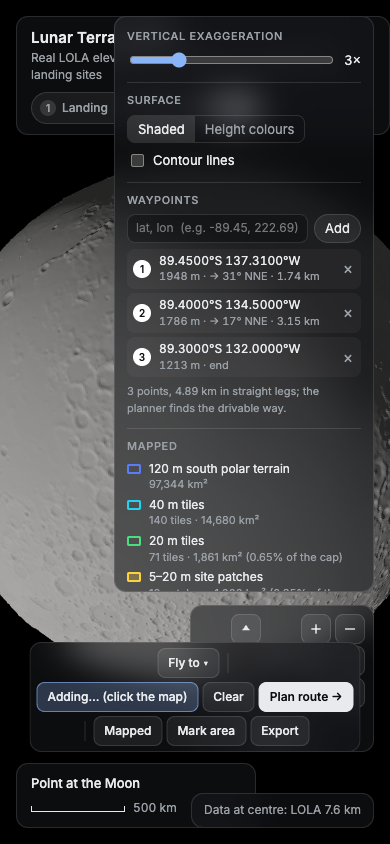 Lunar Terra
Real LOLA elev
landing sites
1 Landing
VERTICAL EXAGGERATION
3×
SURFACE
Shaded Height colours
Contour lines
WAYPOINTS
lat, lon (e.g. -89.45, 222.69) Add
1 89.4500°S 137.3100°W
1948 m · → 31° NNE · 1.74 km ×
2 89.4000°S 134.5000°W
1786 m · → 17° NNE · 3.15 km ×
3 89.3000°S 132.0000°W
1213 m · end ×
3 points, 4.89 km in straight legs; the
planner finds the drivable way.
MAPPED
120 m south polar terrain
97,344 km²
40 m tiles
140 tiles · 14,680 km²
20 m tiles
71 tiles · 1,861 km² (0.65% of the cap)
5–20 m site patches
+ −
Fly to ▾
Adding… (click the map) Clear Plan route →
Mapped Mark area Export
Point at the Moon
500 km
Data at centre: LOLA 7.6 km